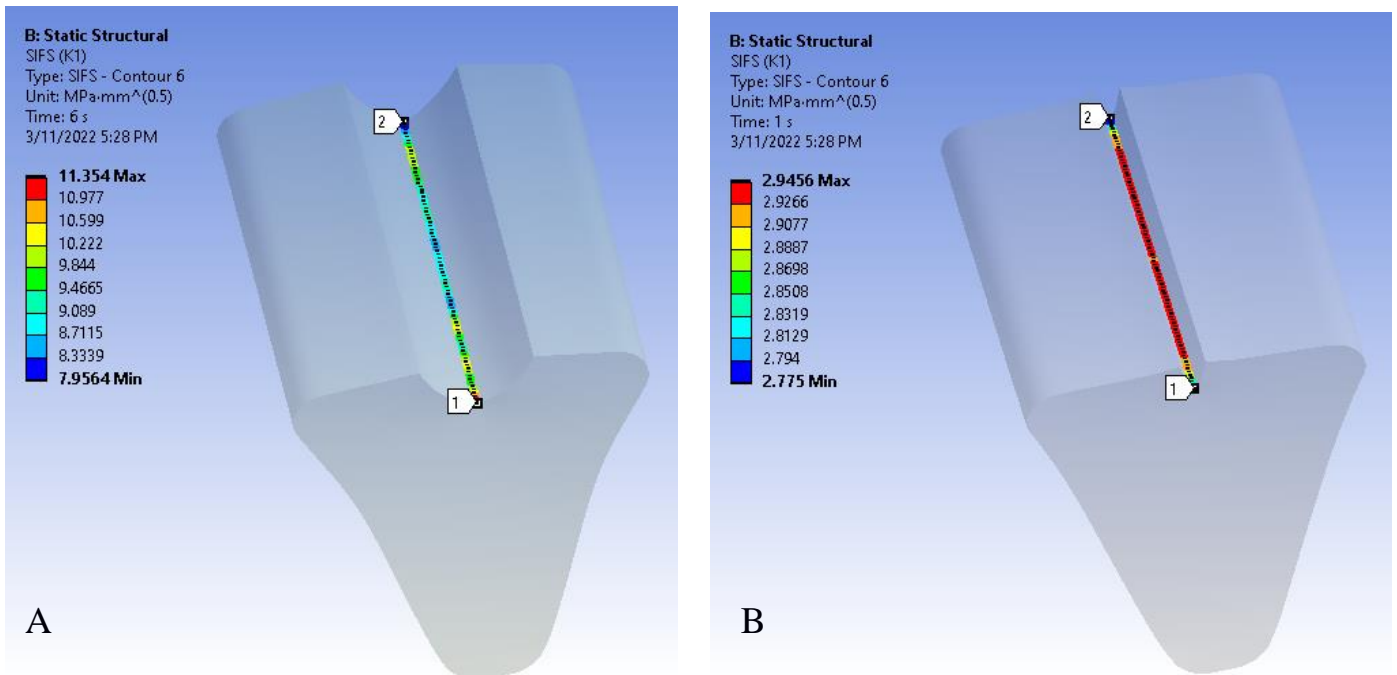 B: Static Structural
SIFS (K1)
Type: SIFS - Contour 6
Unit: MPa·mm^(0.5)
Time: 6 s
3/11/2022 5:28 PM
11.354 Max
10.977
10.599
10.222
9.844
9.4665
9.089
8.7115
8.3339
7.9564 Min
2
1
A
B: Static Structural
SIFS (K1)
Type: SIFS - Contour 6
Unit: MPa·mm^(0.5)
Time: 1 s
3/11/2022 5:28 PM
2.9456 Max
2.9266
2.9077
2.8887
2.8698
2.8508
2.8319
2.8129
2.794
2.775 Min
2
1
B